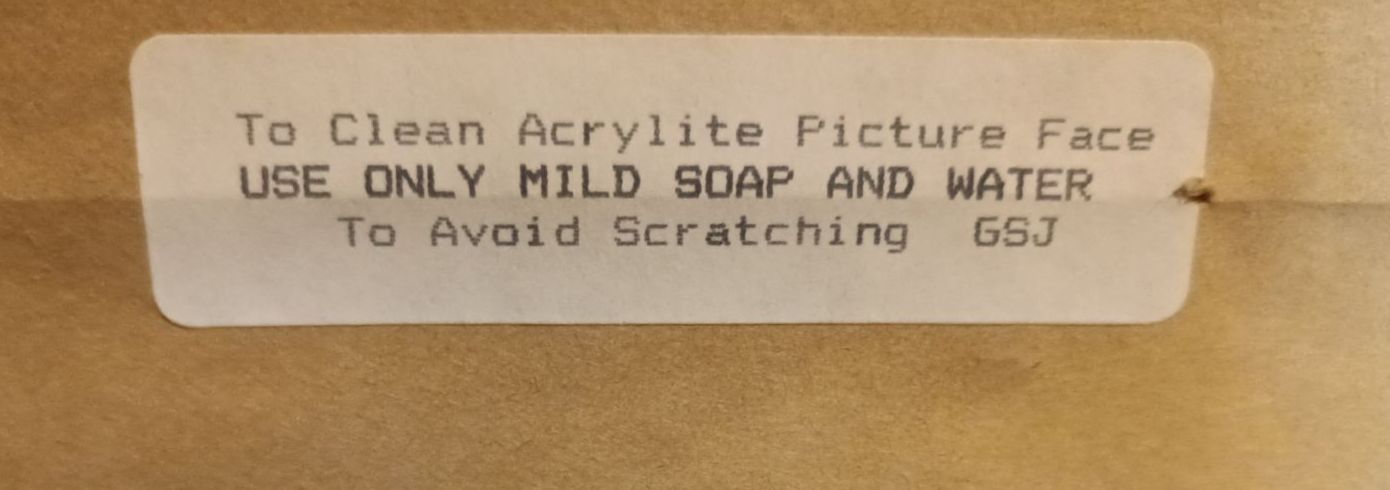 To Clean Acrylite Picture Face
USE ONLY MILD SOAP AND WATER
To Avoid Scratching GSJ